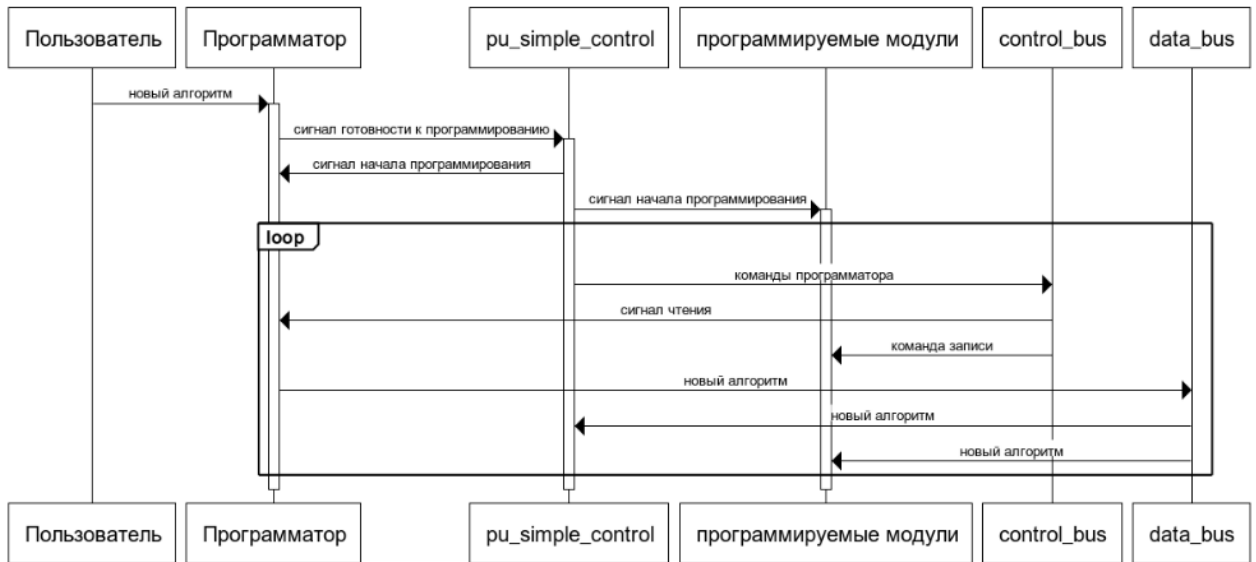 Пользователь
Программатор
pu_simple_control
программируемые модули
control_bus
data_bus
новый алгоритм
сигнал готовности к программированию
сигнал начала программирования
сигнал начала программирования
loop
команды программатора
сигнал чтения
команда записи
новый алгоритм
новый алгоритм
новый алгоритм
Пользователь
Программатор
pu_simple_control
программируемые модули
control_bus
data_bus